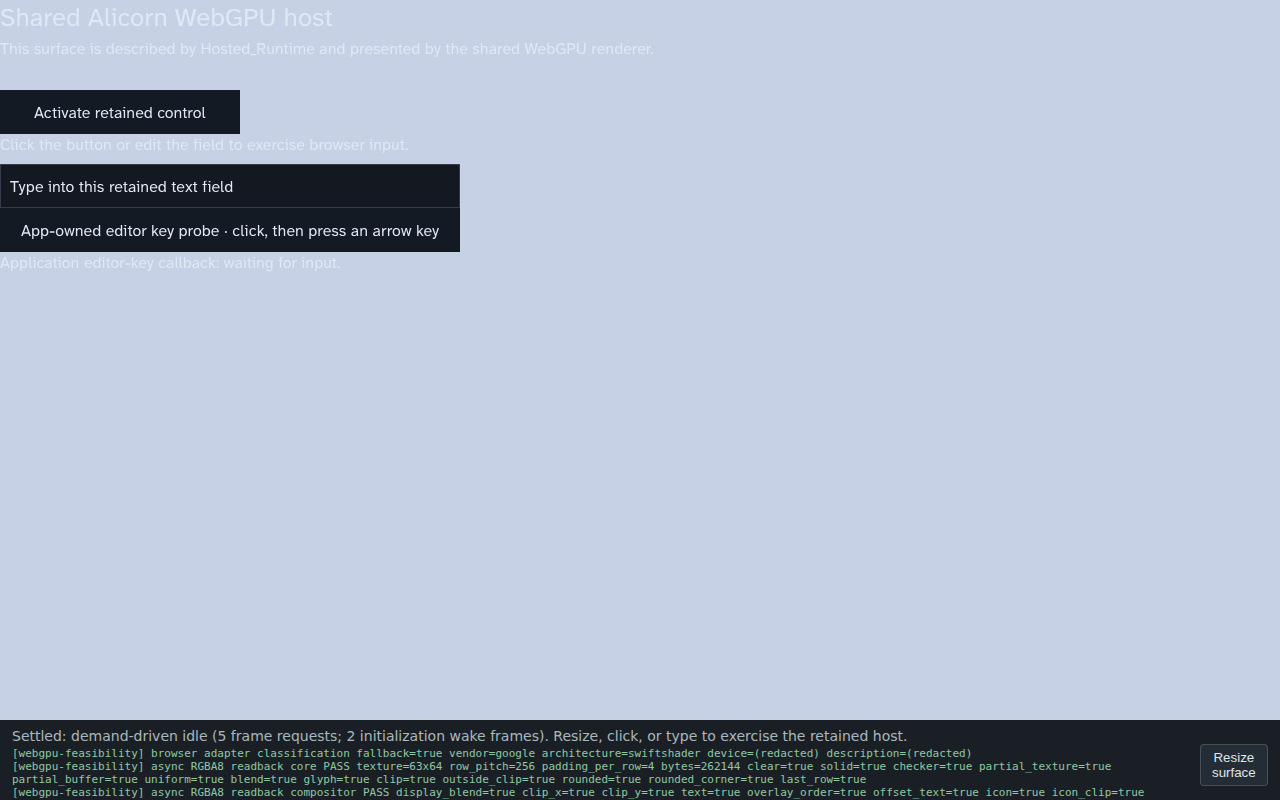 Shared Alicorn WebGPU host
This surface is described by Hosted_Runtime and presented by the shared WebGPU renderer.
Activate retained control
Click the button or edit the field to exercise browser input.
Type into this retained text field
App-owned editor key probe · click, then press an arrow key
Application editor-key callback: waiting for input.
Settled: demand-driven idle (5 frame requests; 2 initialization wake frames). Resize, click, or type to exercise the retained host.
[webgpu-feasibility] browser adapter classification fallback=true vendor=google architecture=swiftshader device=(redacted) description=(redacted)
[webgpu-feasibility] async RGBA8 readback core PASS texture=63x64 row_pitch=256 padding_per_row=4 bytes=262144 clear=true solid=true checker=true partial_texture=true
partial_buffer=true uniform=true blend=true glyph=true clip=true outside_clip=true rounded=true rounded_corner=true last_row=true
[webgpu-feasibility] async RGBA8 readback compositor PASS display_blend=true clip_x=true clip_y=true text=true overlay_order=true offset_text=true icon=true icon_clip=true
Resize
surface